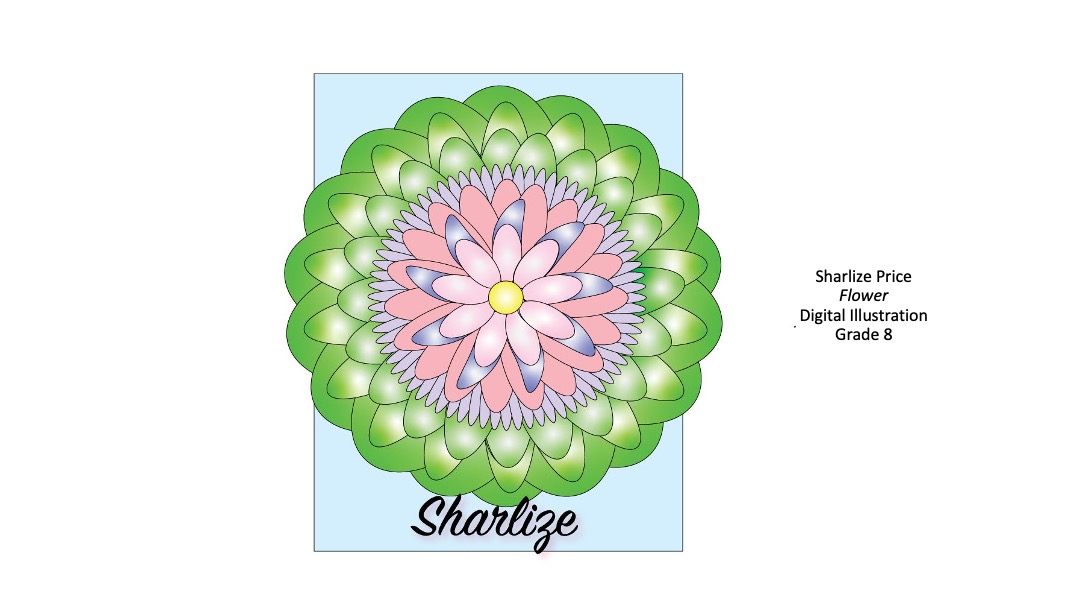 Sharlize
Sharlize Price
Flower
Digital Illustration
Grade 8